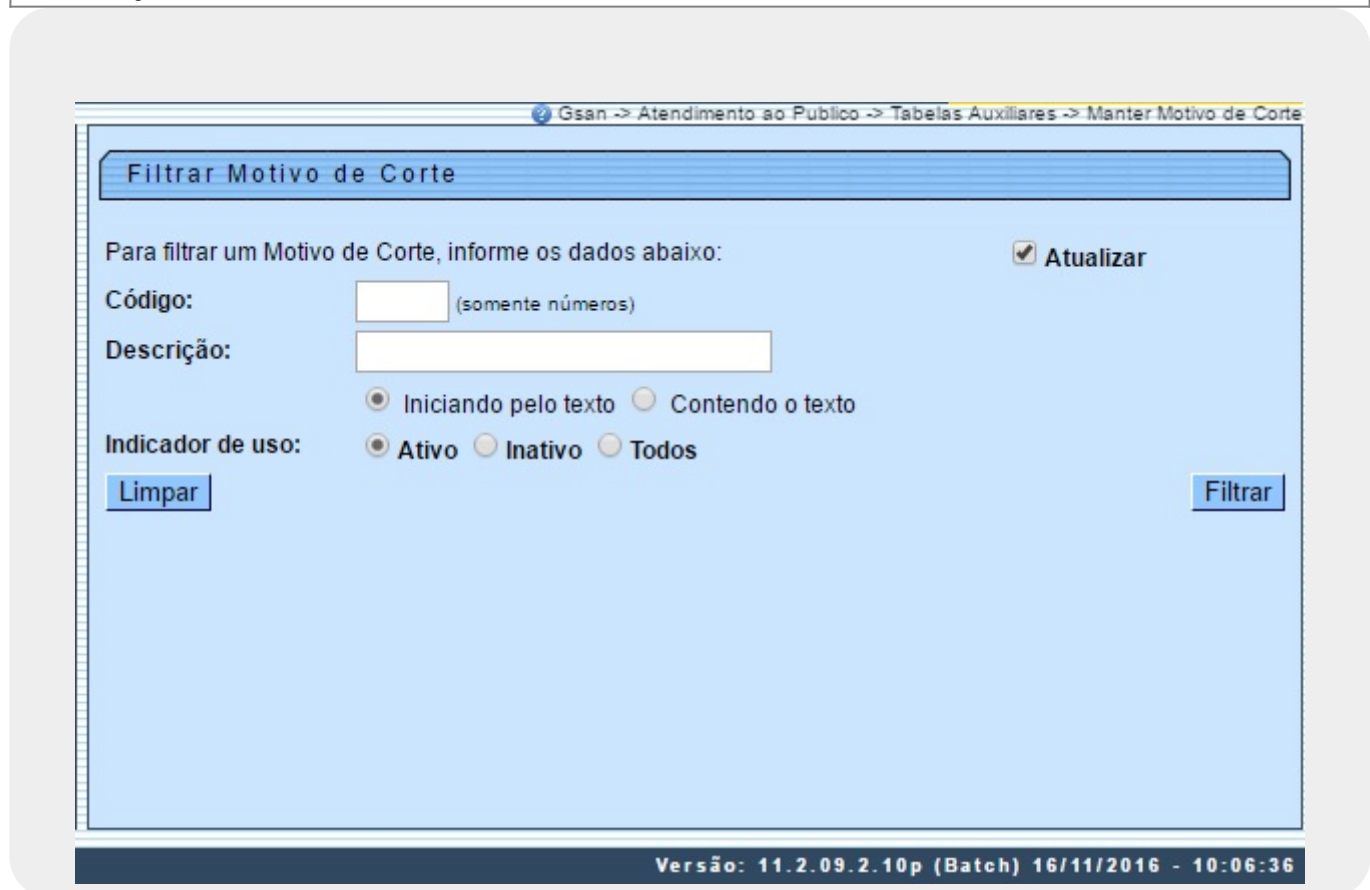 Gsan -> Atendimento ao Publico -> Tabelas Auxiliares -> Manter Motivo de Corte
Filtrar Motivo de Corte
Para filtrar um Motivo de Corte, informe os dados abaixo: Atualizar
Código: (somente números)
Descrição:
Iniciando pelo texto Contendo o texto
Indicador de uso: Ativo Inativo Todos
Limpar Filtrar
Versão: 11.2.09.2.10p (Batch) 16/11/2016 - 10:06:36